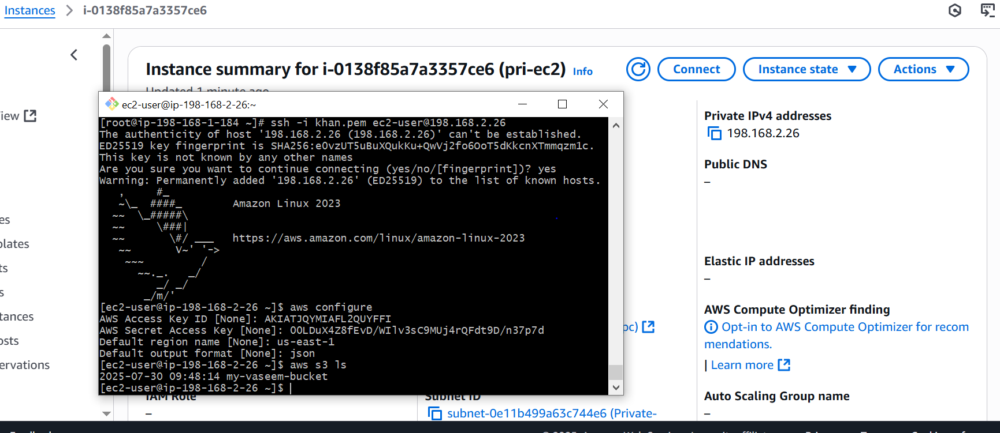 Instances > i-0138f85a7a3357ce6
Instance summary for i-0138f85a7a3357ce6 (pri-ec2) Info
Connect
Instance state
Actions
Updated 1 minute ago
ec2-user@ip-198-168-2-26:~
[root@ip-198-168-1-184 ~]# ssh -i khan.pem ec2-user@198.168.2.26
The authenticity of host '198.168.2.26 (198.168.2.26)' can't be established.
ED25519 key fingerprint is SHA256:e0vzUT5uBuXQukKu+QwVj2fo6OoT5dKkcnXTmmqzm1c.
This key is not known by any other names
Are you sure you want to continue connecting (yes/no/[fingerprint])? yes
Warning: Permanently added '198.168.2.26' (ED25519) to the list of known hosts.
   ,     #_
   ~\_  ####_        Amazon Linux 2023
  ~~  \_#####\
  ~~     \###|
  ~~       \#/ ___   https://aws.amazon.com/linux/amazon-linux-2023
   ~~       V~' '->
    ~~~         /
      ~~._.   _/
         _/ _/
       _/m/'
[ec2-user@ip-198-168-2-26 ~]$ aws configure
AWS Access Key ID [None]: AKIATJQYMIAFL2QUYFFI
AWS Secret Access Key [None]: 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
Default region name [None]: us-east-1
Default output format [None]: json
[ec2-user@ip-198-168-2-26 ~]$ aws s3 ls
2025-07-30 09:48:14 my-vaseem-bucket
[ec2-user@ip-198-168-2-26 ~]$
Private IPv4 addresses
198.168.2.26
Public DNS
–
Elastic IP addresses
–
AWS Compute Optimizer finding
Opt-in to AWS Compute Optimizer for recom
mendations.
| Learn more
pc)
IAM Role
–
Subnet ID
subnet-0e11b499a63c744e6 (Private-
Auto Scaling Group name
–
iew
es
plates
ts
s
tances
osts
ervations